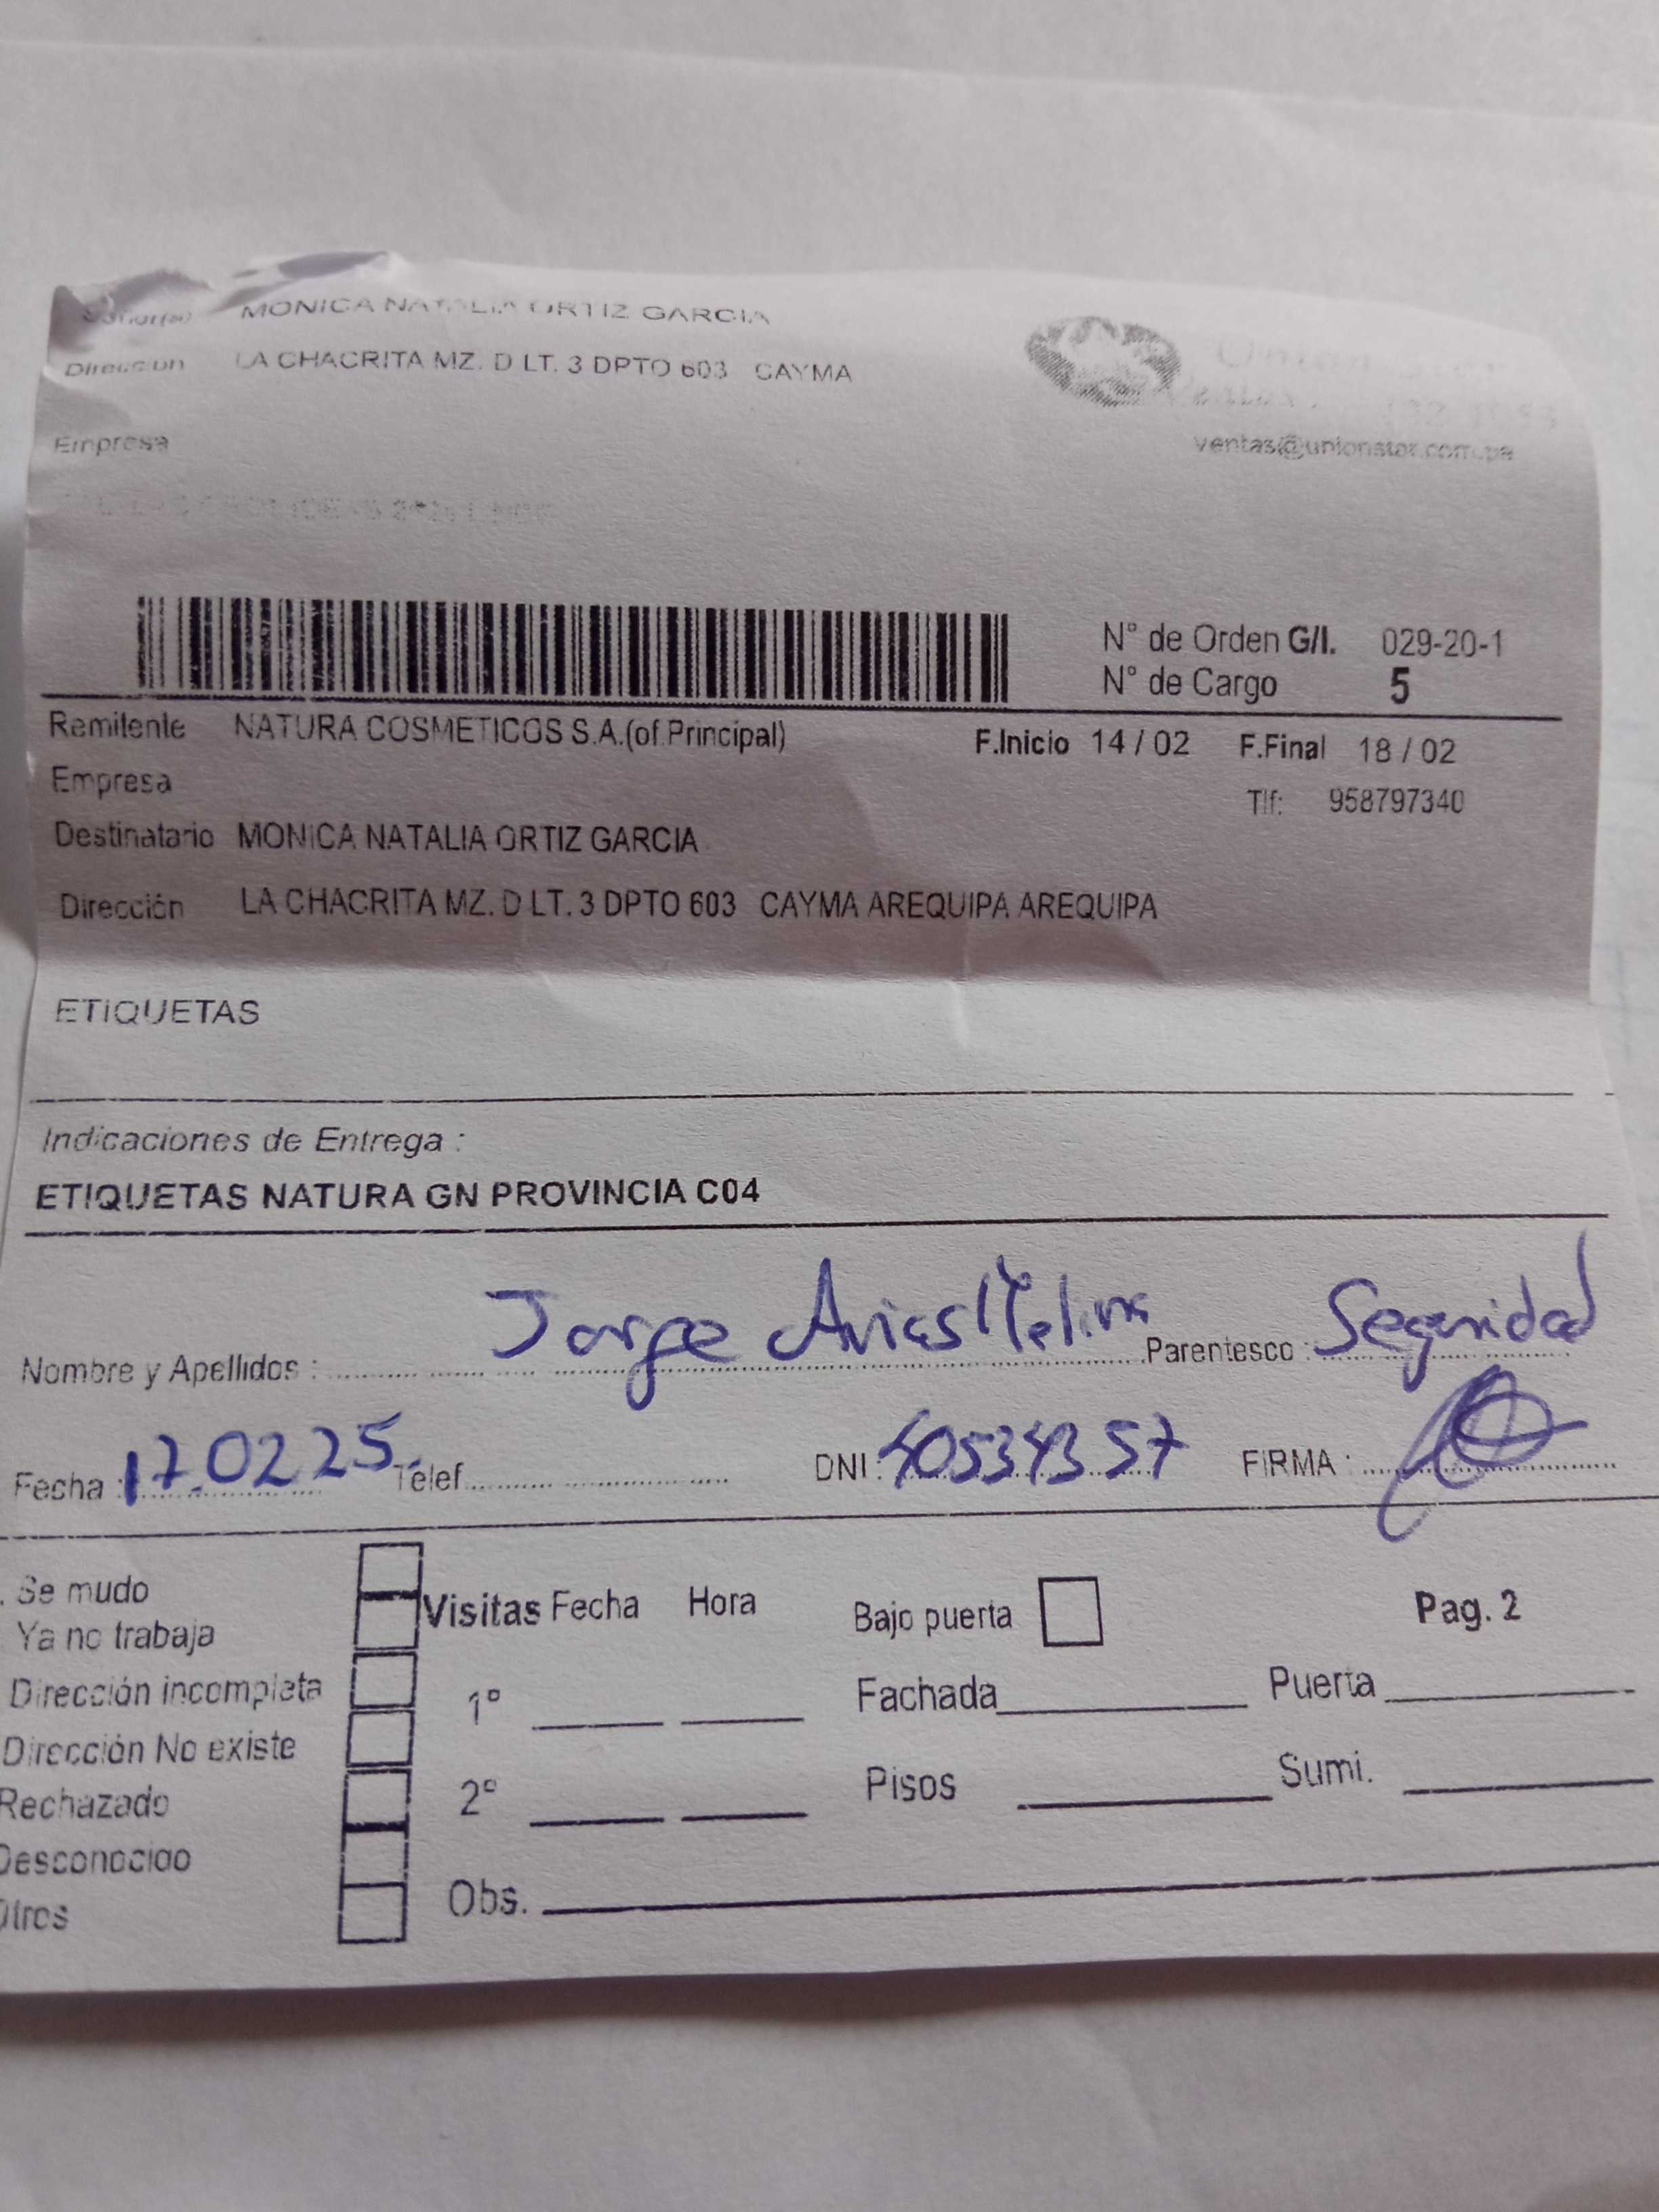 Señor(a) MONICA NATALIA ORTIZ GARCIA
Dirección LA CHACRITA MZ. D LT. 3 DPTO 603 CAYMA
Empresa
ventas@unionstar.com.pe
N° de Orden G/I. 029-20-1
N° de Cargo 5
Remitente NATURA COSMETICOS S.A.(of.Principal) F.Inicio 14 / 02 F.Final 18 / 02
Empresa
Tlf: 958797340
Destinatario MONICA NATALIA ORTIZ GARCIA
Dirección LA CHACRITA MZ. D LT. 3 DPTO 603 CAYMA AREQUIPA AREQUIPA
ETIQUETAS
Indicaciones de Entrega :
ETIQUETAS NATURA GN PROVINCIA C04
Nombre y Apellidos : Jorge Parentesco : Seguridad
Fecha : 17.02 25. Telef. DNI : 40534357 FIRMA :
Se mudo
Ya no trabaja
Dirección incompleta
Dirección No existe
Rechazado
Desconocido
Otros
Visitas Fecha Hora
1°
2°
Obs.
Bajo puerta Pag. 2
Fachada Puerta
Pisos Sumi.